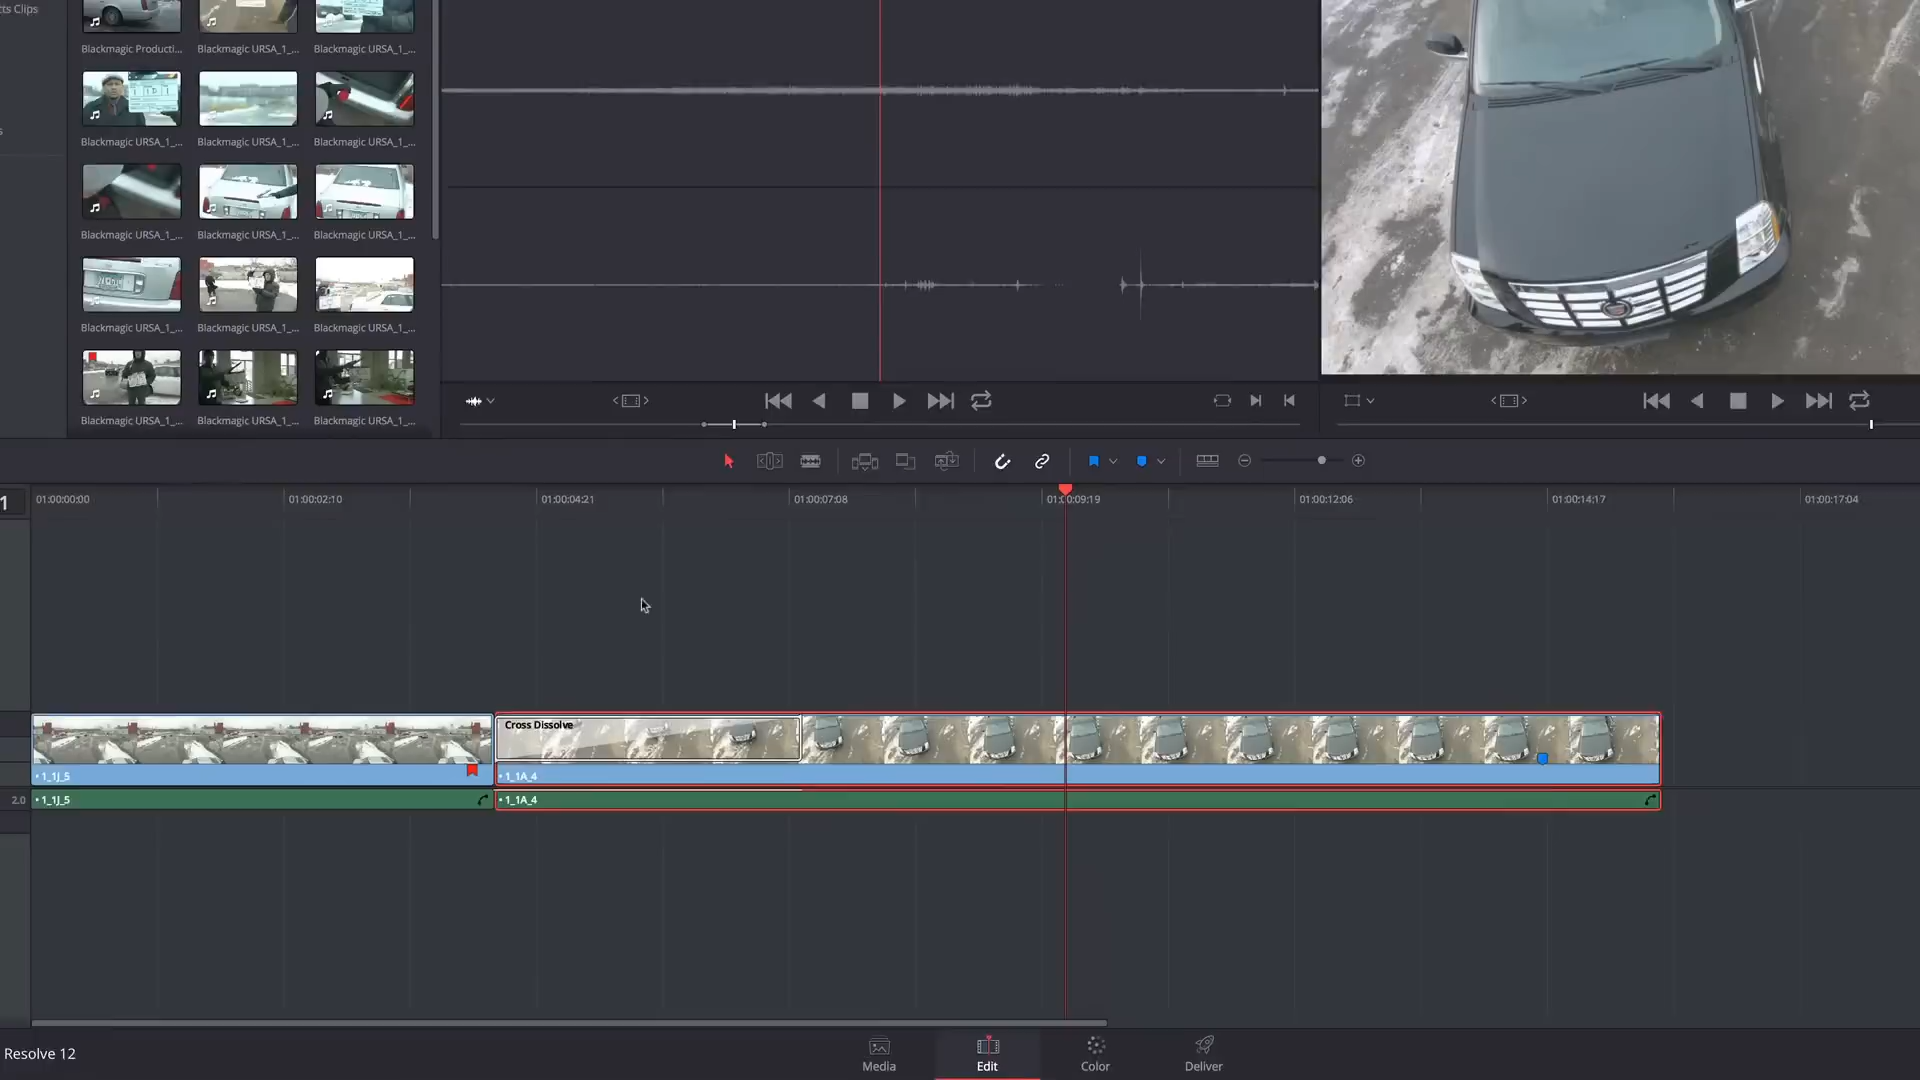 cts Clips
Blackmagic Producti... Blackmagic URSA_1_... Blackmagic URSA_1_...
Blackmagic URSA_1_... Blackmagic URSA_1_... Blackmagic URSA_1_...
Blackmagic URSA_1_... Blackmagic URSA_1_... Blackmagic URSA_1_...
Blackmagic URSA_1_... Blackmagic URSA_1_... Blackmagic URSA_1_...
Blackmagic URSA_1_... Blackmagic URSA_1_... Blackmagic URSA_1_...
s
1
01:00:00:00 01:00:02:10 01:00:04:21 01:00:07:08 01:00:09:19 01:00:12:06 01:00:14:17 01:00:17:04
Cross Dissolve
• 1_1J_5 • 1_1A_4
2.0 • 1_1J_5 • 1_1A_4
Resolve 12
Media Edit Color Deliver